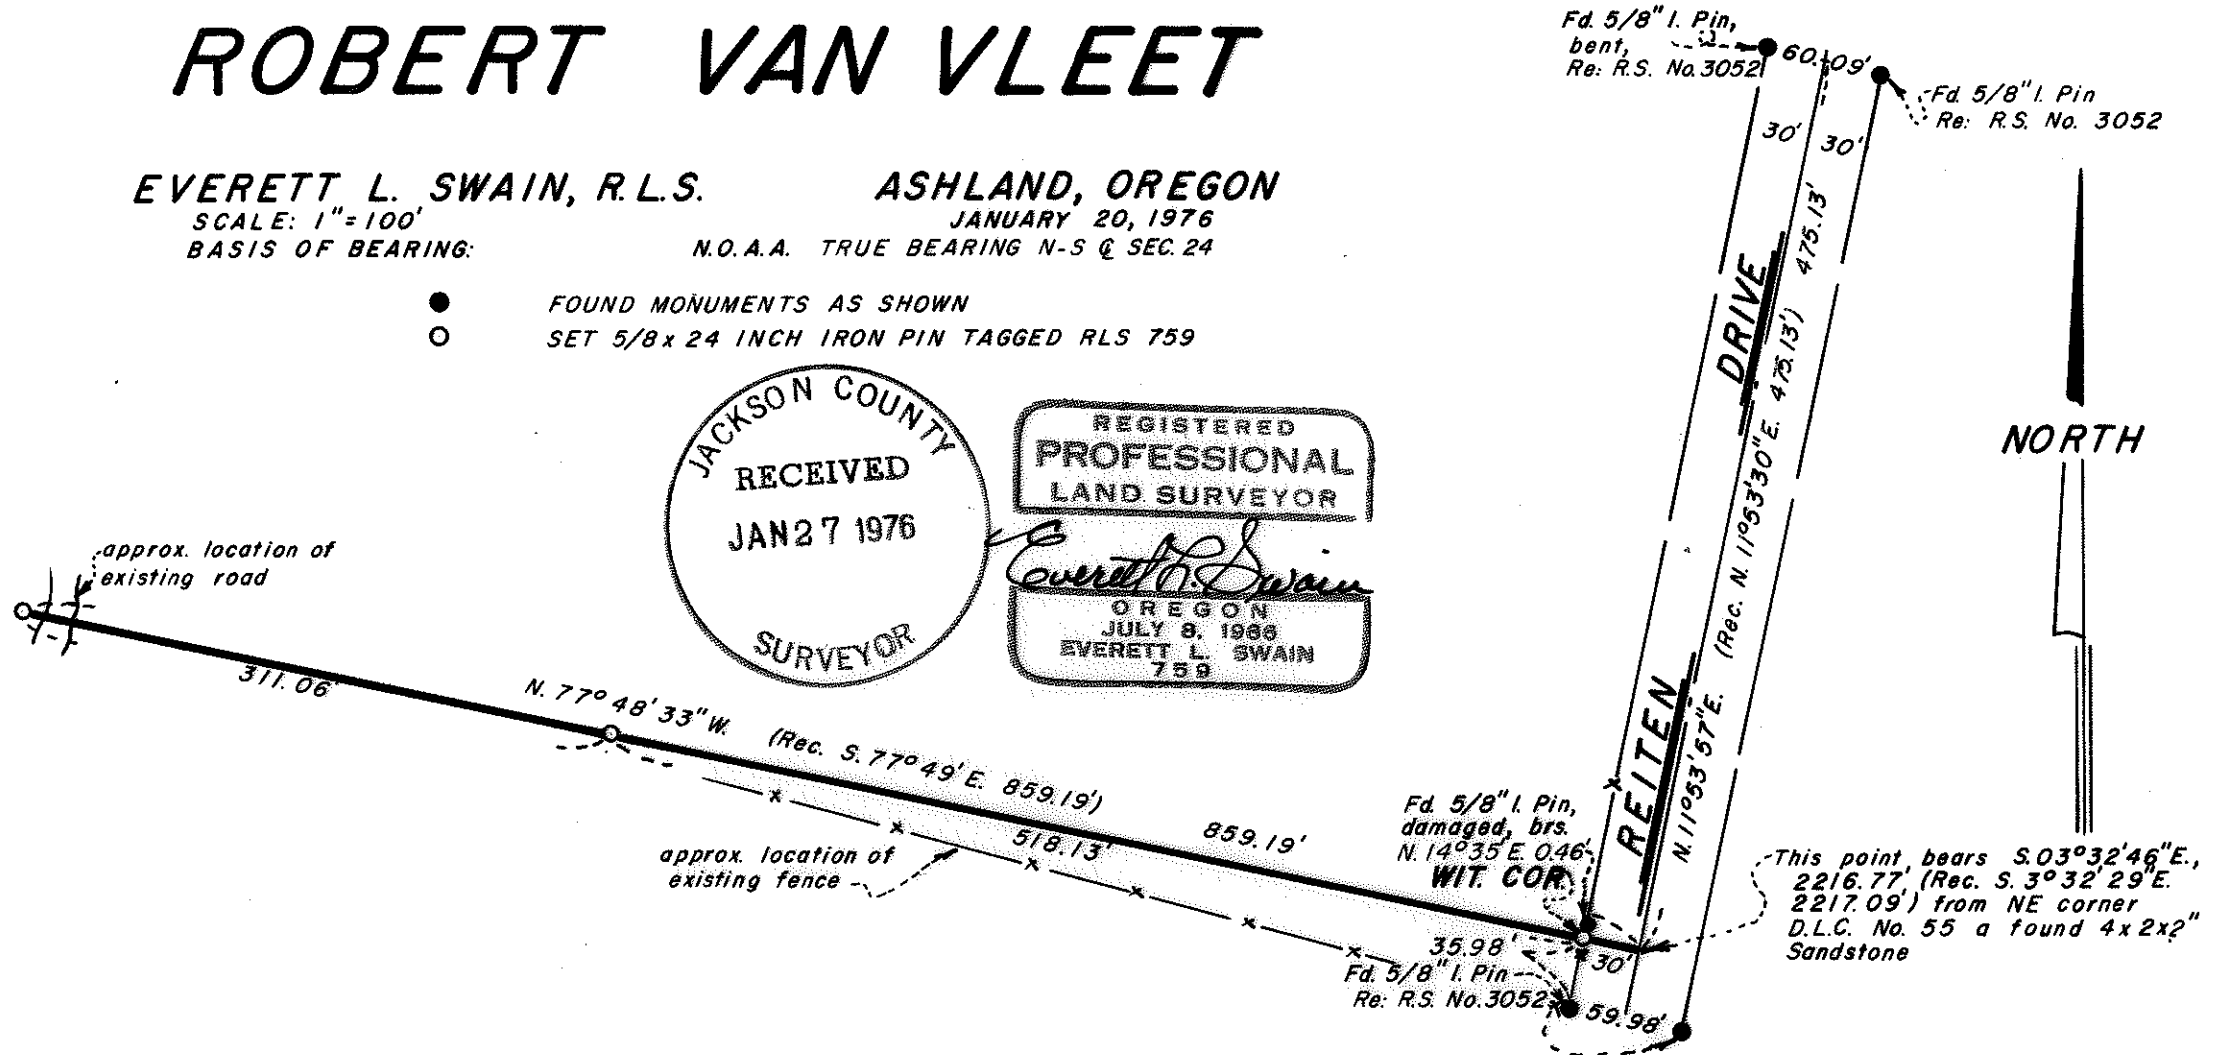 ROBERT VAN VLEET
EVERETT L. SWAIN, R.L.S.
ASHLAND, OREGON
SCALE: 1"=100'
JANUARY 20, 1976
BASIS OF BEARING:
N.O.A.A. TRUE BEARING N-S ℄ SEC. 24
FOUND MONUMENTS AS SHOWN
SET 5/8 x 24 INCH IRON PIN TAGGED RLS 759
JACKSON COUNTY
RECEIVED
JAN 27 1976
SURVEYOR
REGISTERED
PROFESSIONAL
LAND SURVEYOR
Everett L. Swain
OREGON
JULY 8, 1966
EVERETT L. SWAIN
759
Fd. 5/8" I. Pin,
bent,
Re: R.S. No. 3052
60.09'
Fd. 5/8" I. Pin
Re: R.S. No. 3052
30'
30'
475.13'
DRIVE
(Rec. N. 11°53'30"E. 475.13')
NORTH
REITEN
N. 11°53'57"E.
approx. location of
existing road
311.06'
N. 77° 48' 33" W.
(Rec. S. 77° 49' E. 859.19')
859.19'
518.13'
approx. location of
existing fence
Fd. 5/8" I. Pin,
damaged, brs.
N. 14°35' E. 0.46'
WIT. COR.
This point bears S. 03°32'46"E.,
2216.77' (Rec. S. 3°32'29"E.
2217.09') from NE corner
D.L.C. No. 55 a found 4x2x2"
Sandstone
35.98'
30'
Fd. 5/8" I. Pin
Re: R.S. No. 3052
59.98'